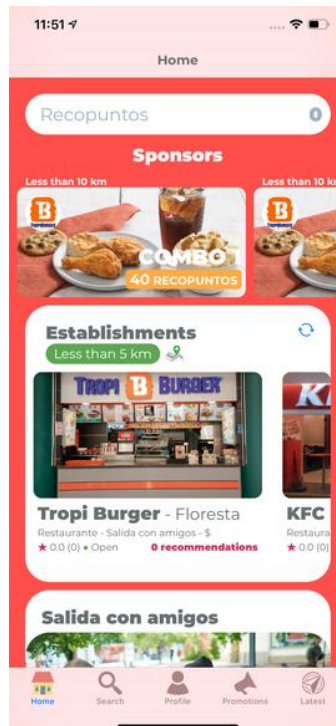 11:51
Home
Recopuntos 0
Sponsors
Less than 10 km
Less than 10 k
B
B
COMBO 1
40 RECOPUNTOS
Establishments
Less than 5 km
TROPI B BURGER
K
Tropi Burger - Floresta
KFC
Restaurante - Salida con amigos - $
Restaura
★ 0.0 (0) • Open 0 recommendations
★ 0.0 (0)
Salida con amigos
Home Search Profile Promotions Latest